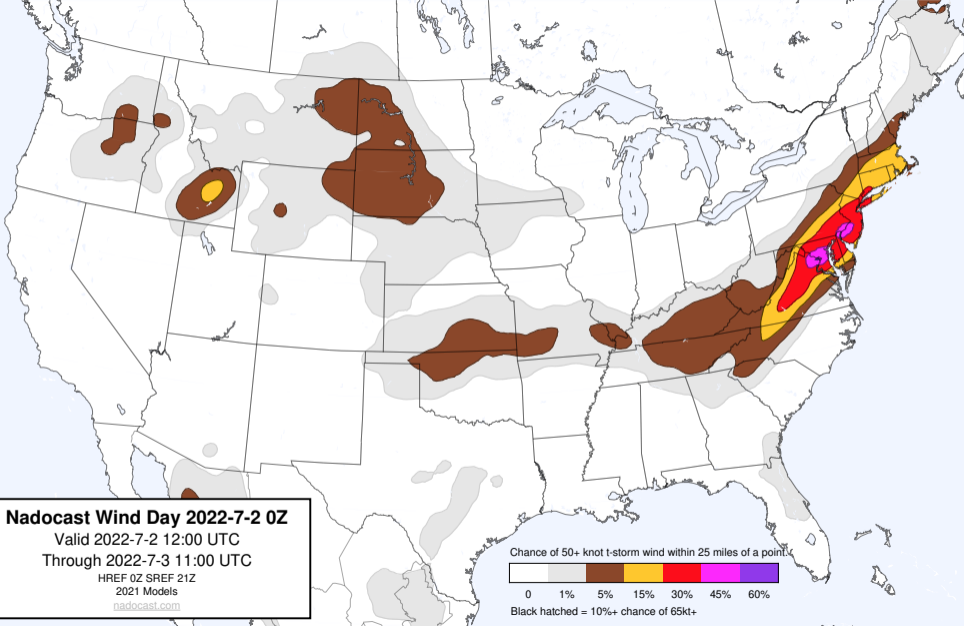 Nadocast Wind Day 2022-7-2 0Z
Valid 2022-7-2 12:00 UTC
Through 2022-7-3 11:00 UTC
HREF 0Z SREF 21Z
2021 Models
nadocast.com
Chance of 50+ knot t-storm wind within 25 miles of a point.
0 1% 5% 15% 30% 45% 60%
Black hatched = 10%+ chance of 65kt+